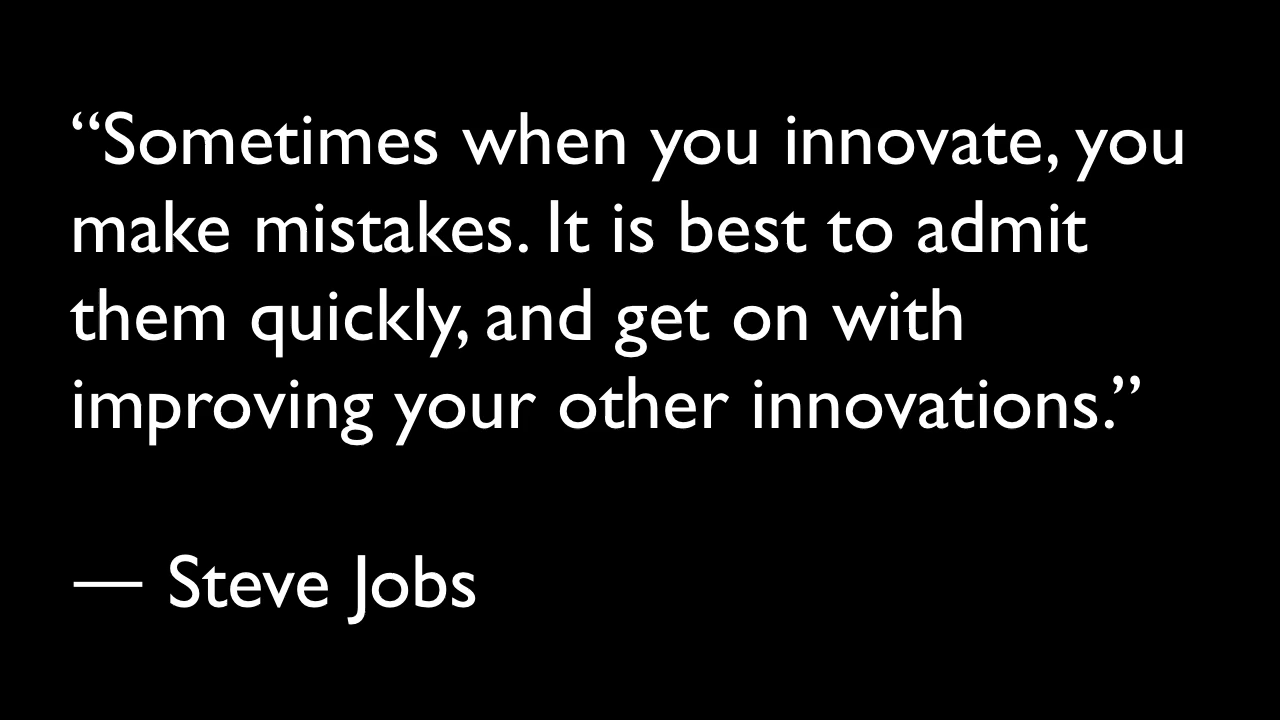 “Sometimes when you innovate, you
make mistakes. It is best to admit
them quickly, and get on with
improving your other innovations.”
— Steve Jobs